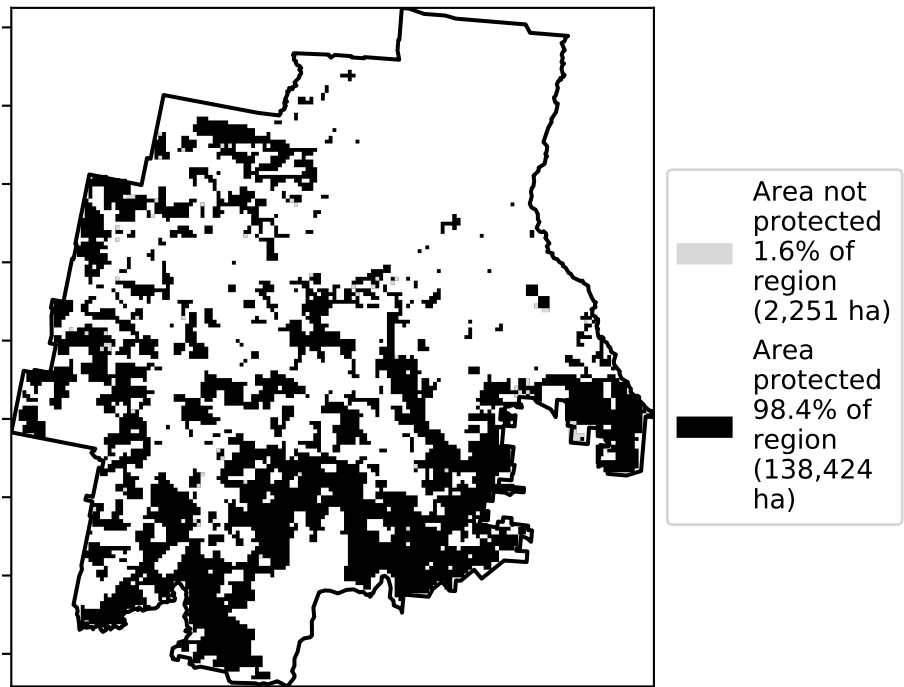 Area not
protected
1.6% of
region
(2,251 ha)
Area
protected
98.4% of
region
(138,424
ha)